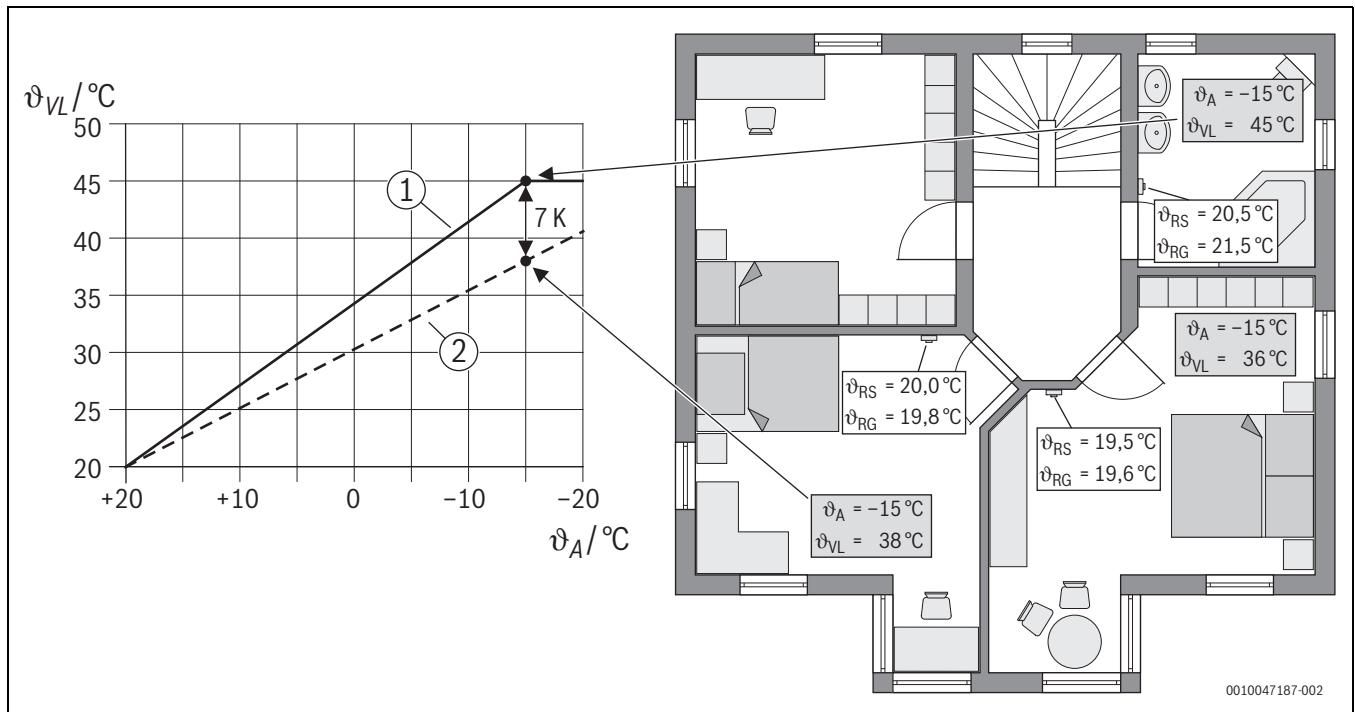 ϑVL / °C
50
45
40
35
30
25
20
+20
+10
0
–10
–20
ϑA / °C
1
2
7 K
ϑA = –15 °C
ϑVL = 45 °C
ϑRS = 20,5 °C
ϑRG = 21,5 °C
ϑA = –15 °C
ϑVL = 36 °C
ϑRS = 20,0 °C
ϑRG = 19,8 °C
ϑRS = 19,5 °C
ϑRG = 19,6 °C
ϑA = –15 °C
ϑVL = 38 °C
0010047187-002